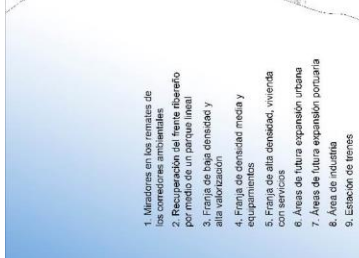 1. Miradores en los remates de
los corredores ambientales
2. Recuperación del frente ribereño
por medio de un parque lineal
3. Franja de baja densidad y
alta valorización
4. Franja de densidad media y
equipamentos
5. Franja de alta densidad, vivienda
con servicios
6. Áreas de futura expansión urbana
7. Áreas de futura expansión portuaria
8. Área de industria
9. Estación de trenes